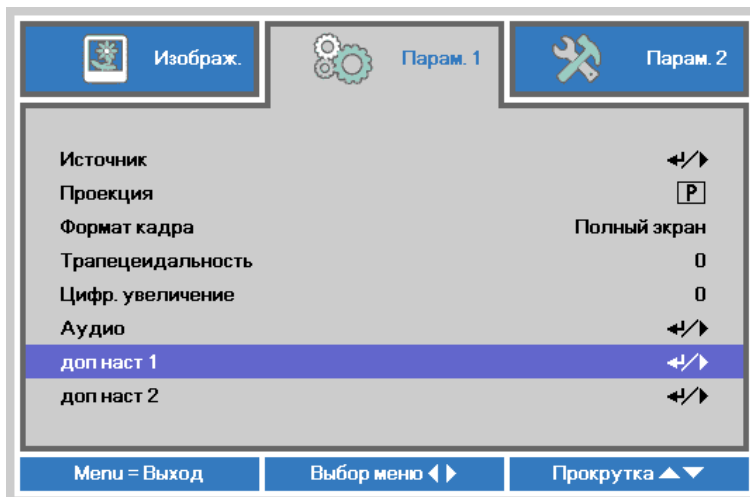 Изображ. Парам. 1 Парам. 2
Источник
Проекция P
Формат кадра Полный экран
Трапецеидальность 0
Цифр. увеличение 0
Аудио
доп наст 1
доп наст 2
Menu = Выход Выбор меню Прокрутка